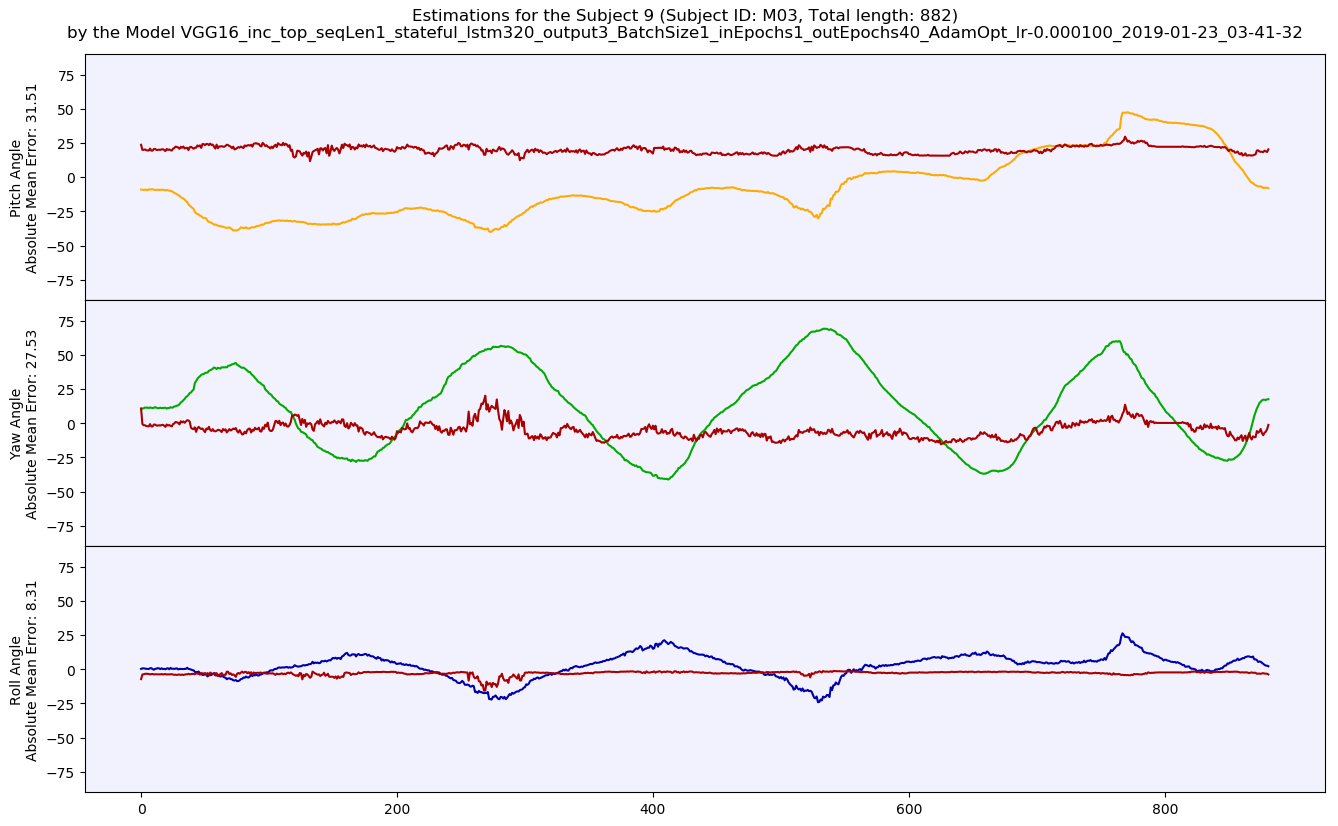 Estimations for the Subject 9 (Subject ID: M03, Total length: 882)
by the Model VGG16_inc_top_seqLen1_stateful_lstm320_output3_BatchSize1_inEpochs1_outEpochs40_AdamOpt_lr-0.000100_2019-01-23_03-41-32
Pitch Angle
Absolute Mean Error: 31.51
75
50
25
0
−25
−50
−75
Yaw Angle
Absolute Mean Error: 27.53
75
50
25
0
−25
−50
−75
Roll Angle
Absolute Mean Error: 8.31
75
50
25
0
−25
−50
−75
0 200 400 600 800